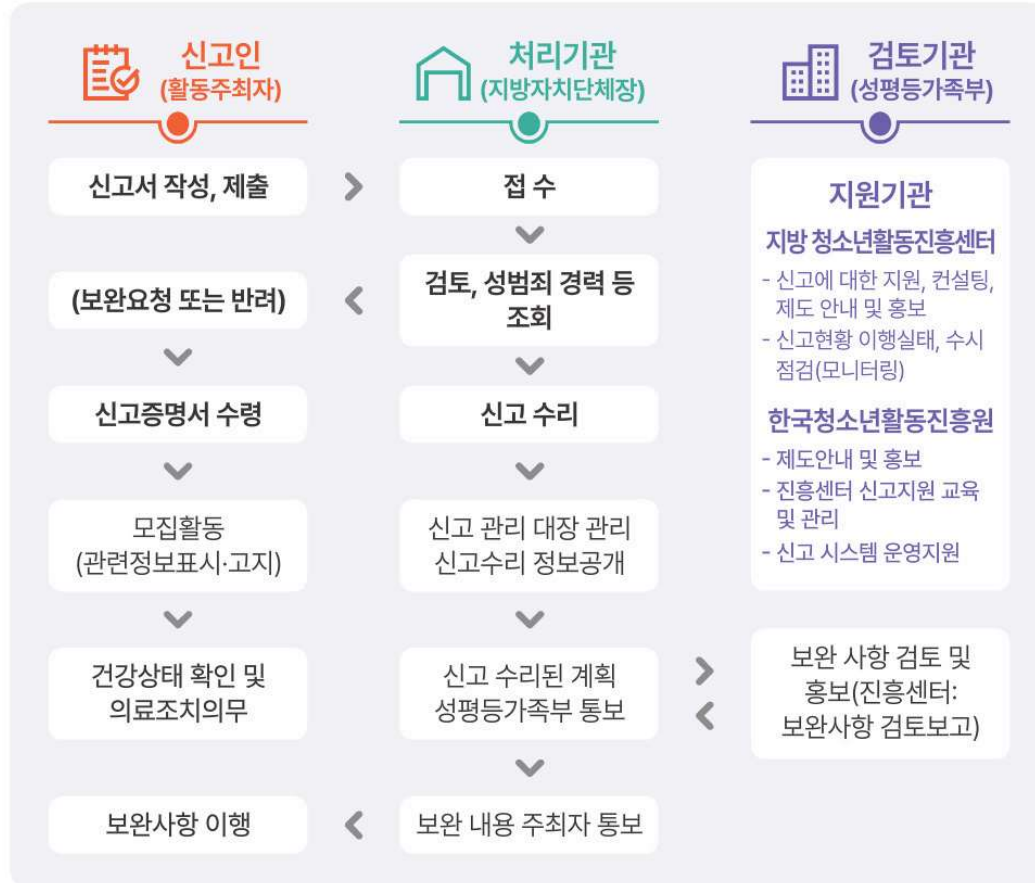 신고인
(활동주최자)
신고서 작성, 제출
(보완요청 또는 반려)
신고증명서 수령
모집활동
(관련정보표시·고지)
건강상태 확인 및
의료조치의무
보완사항 이행
처리기관
(지방자치단체장)
접 수
검토, 성범죄 경력 등
조회
신고 수리
신고 관리 대장 관리
신고수리 정보공개
신고 수리된 계획
성평등가족부 통보
보완 내용 주최자 통보
검토기관
(성평등가족부)
지원기관
지방 청소년활동진흥센터
- 신고에 대한 지원, 컨설팅,
제도 안내 및 홍보
- 신고현황 이행실태, 수시
점검(모니터링)
한국청소년활동진흥원
- 제도안내 및 홍보
- 진흥센터 신고지원 교육
및 관리
- 신고 시스템 운영지원
보완 사항 검토 및
홍보(진흥센터:
보완사항 검토보고)